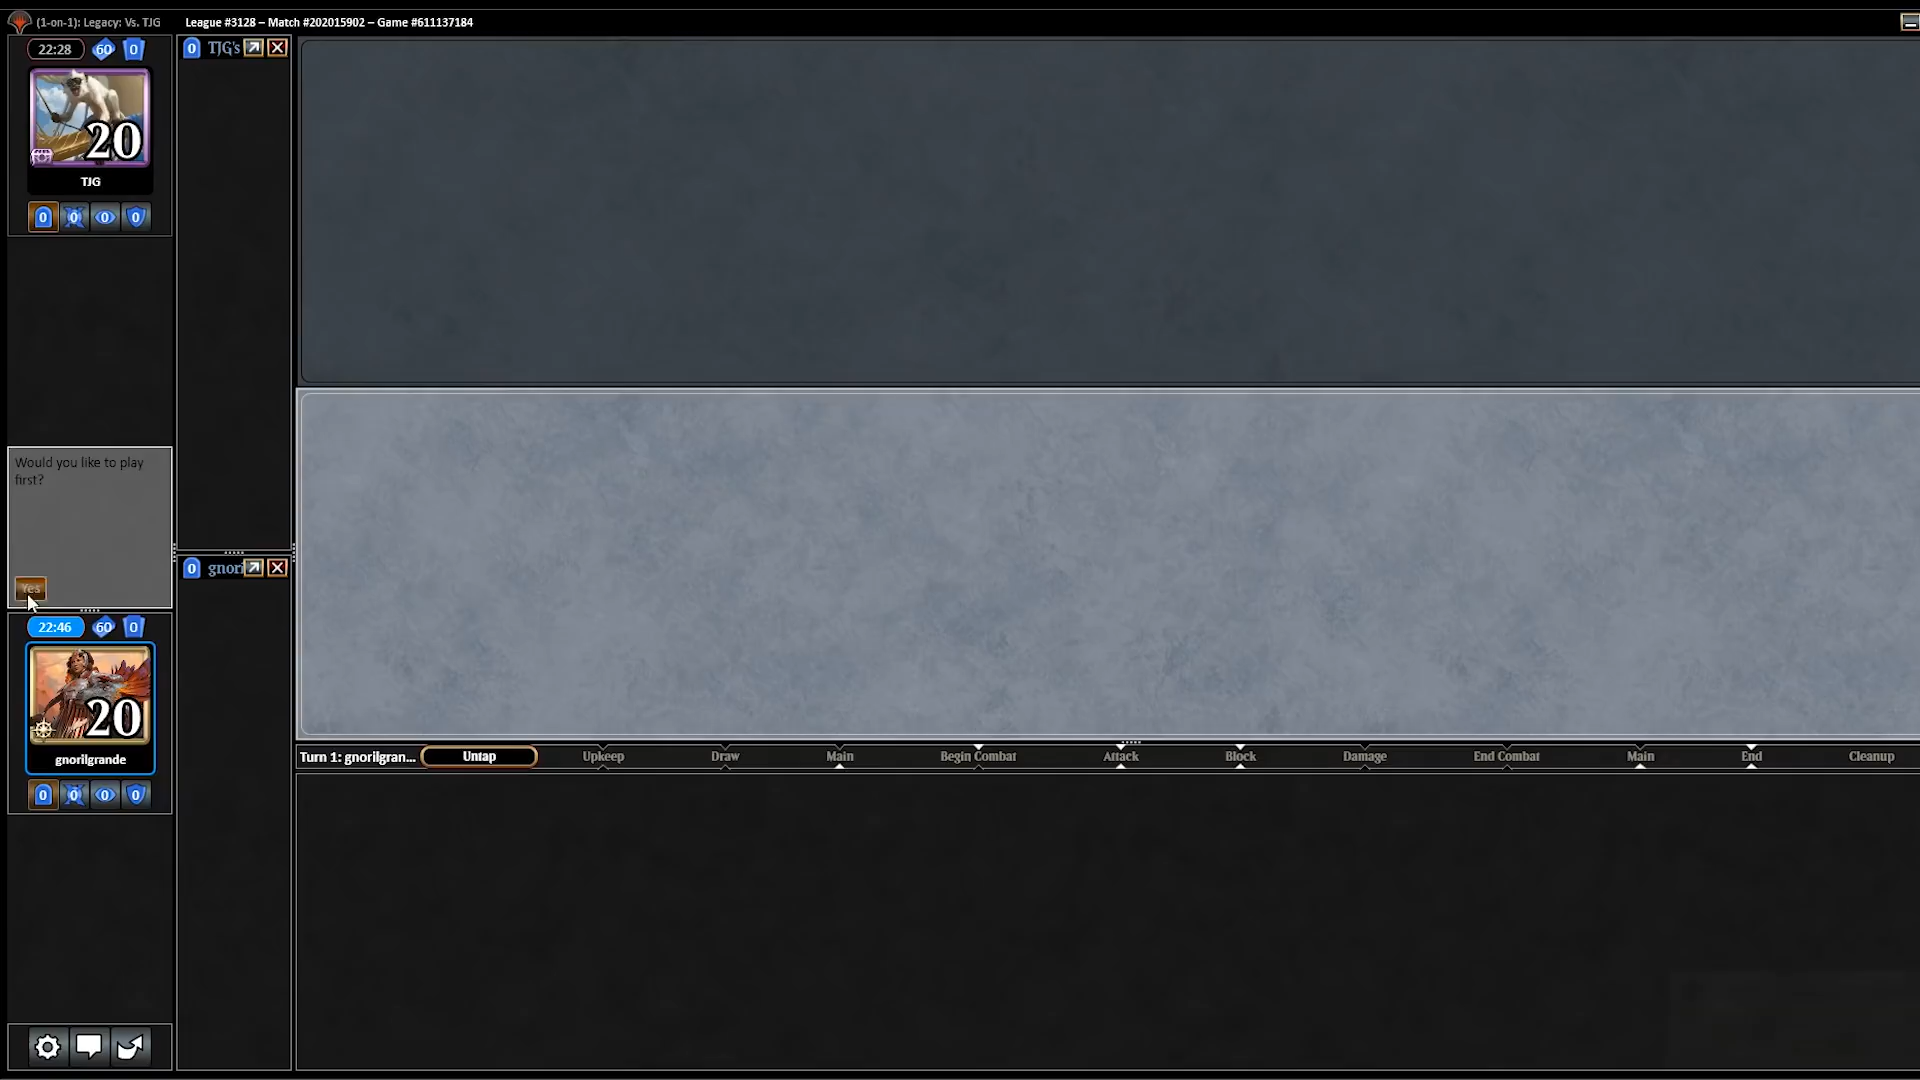 (1-on-1): Legacy: Vs. TJG League #3128 – Match #202015902 – Game #611137184
22:28 60 0
0 TJG's
20
TJG
0 0 0 0
Would you like to play
first?
Yes
0 gnori
22:46 60 0
20
gnorilgrande
0 0 0 0
Turn 1: gnorilgran... Untap Upkeep Draw Main Begin Combat Attack Block Damage End Combat Main End Cleanup